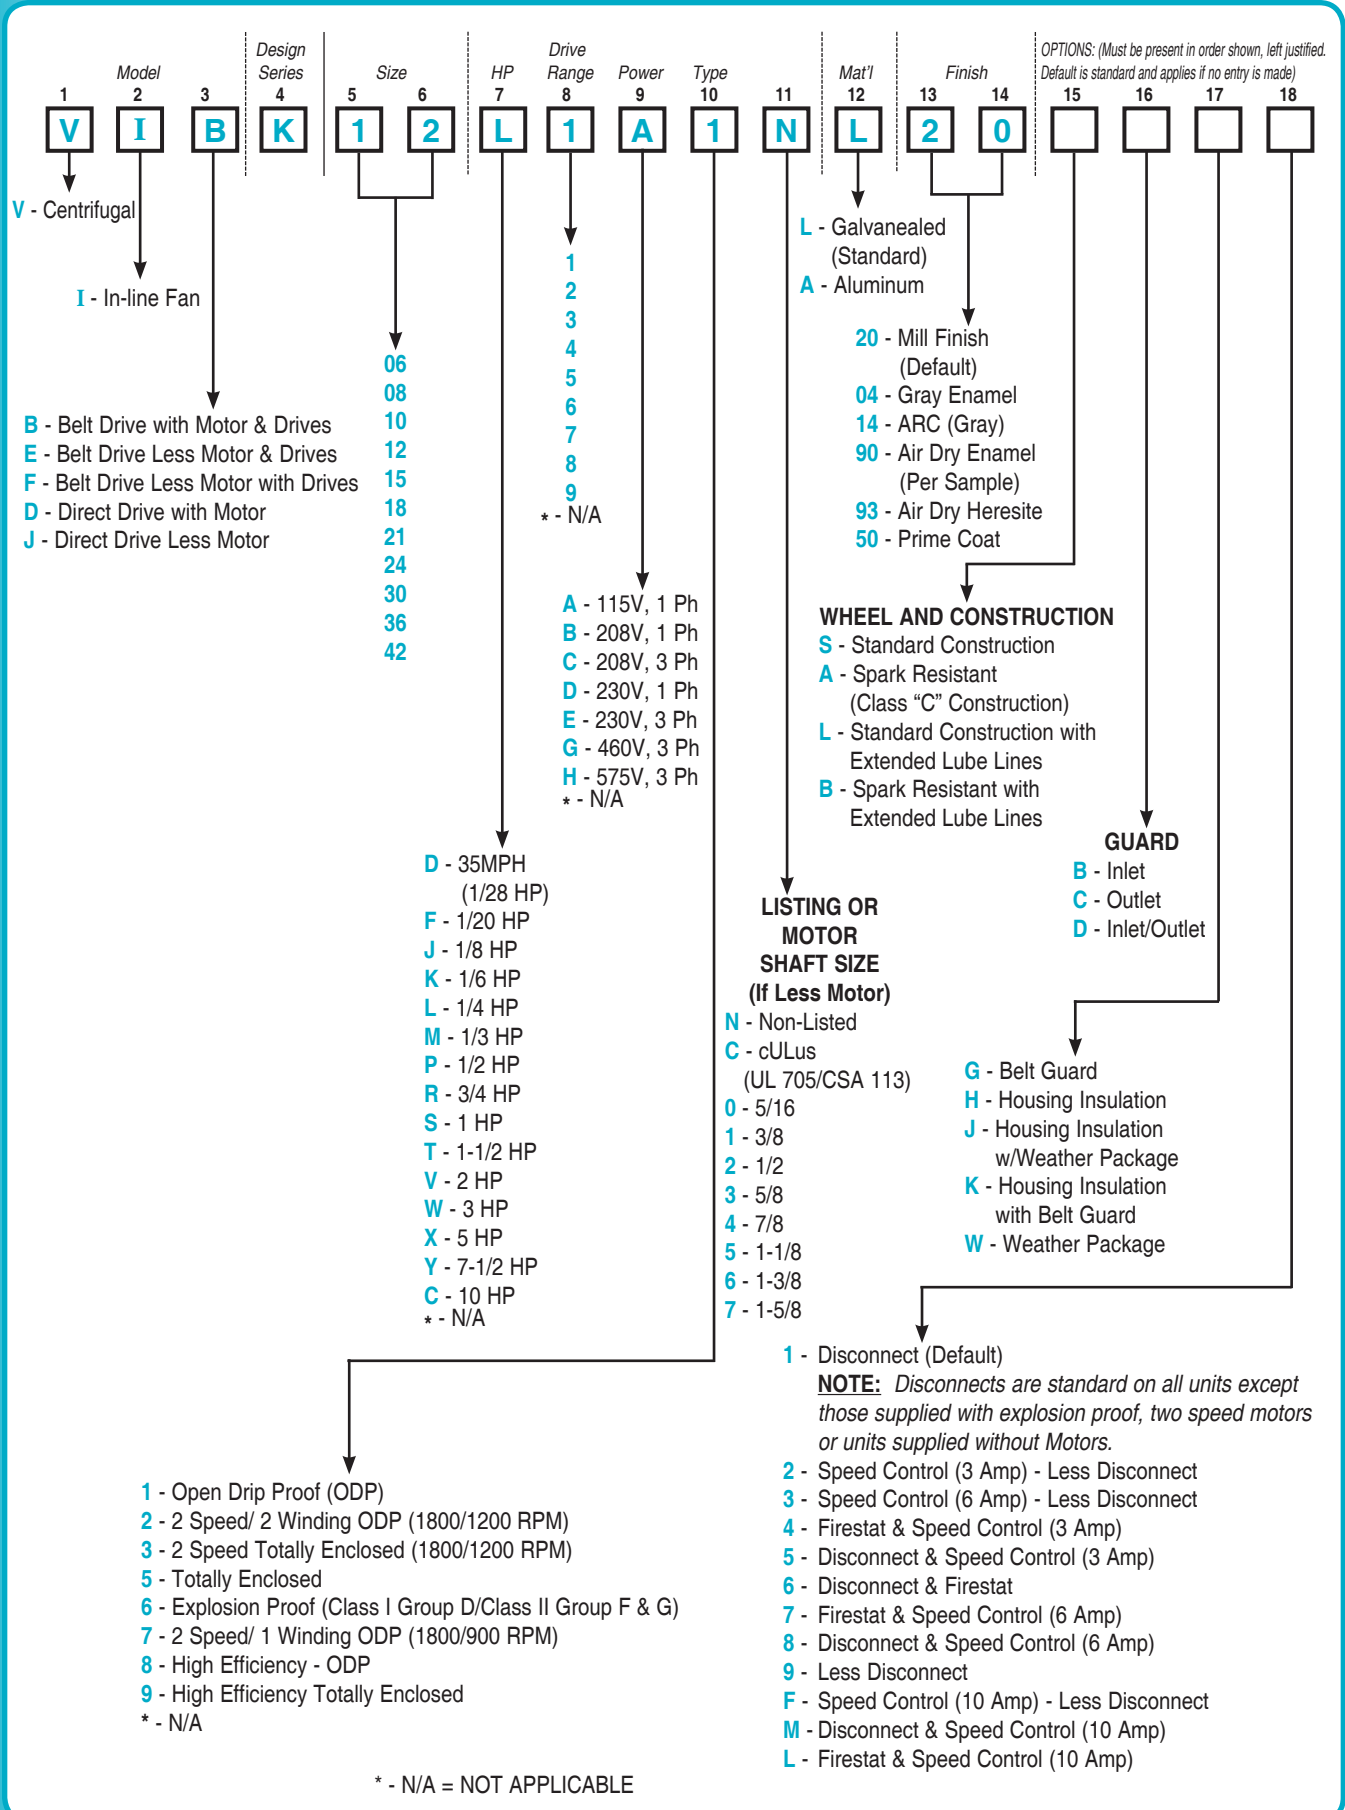 Model
Design
Series
Size
HP
Drive
Range
Power
Type
Mat'l
Finish
OPTIONS: (Must be present in order shown, left justified.
Default is standard and applies if no entry is made)
1 2 3 4 5 6 7 8 9 10 11 12 13 14 15 16 17 18
V I B K 1 2 L 1 A 1 N L 2 0
V - Centrifugal
I - In-line Fan
B - Belt Drive with Motor & Drives
E - Belt Drive Less Motor & Drives
F - Belt Drive Less Motor with Drives
D - Direct Drive with Motor
J - Direct Drive Less Motor
06
08
10
12
15
18
21
24
30
36
42
D - 35MPH
(1/28 HP)
F - 1/20 HP
J - 1/8 HP
K - 1/6 HP
L - 1/4 HP
M - 1/3 HP
P - 1/2 HP
R - 3/4 HP
S - 1 HP
T - 1-1/2 HP
V - 2 HP
W - 3 HP
X - 5 HP
Y - 7-1/2 HP
C - 10 HP
* - N/A
1
2
3
4
5
6
7
8
9
* - N/A
A - 115V, 1 Ph
B - 208V, 1 Ph
C - 208V, 3 Ph
D - 230V, 1 Ph
E - 230V, 3 Ph
G - 460V, 3 Ph
H - 575V, 3 Ph
* - N/A
1 - Open Drip Proof (ODP)
2 - 2 Speed/ 2 Winding ODP (1800/1200 RPM)
3 - 2 Speed Totally Enclosed (1800/1200 RPM)
5 - Totally Enclosed
6 - Explosion Proof (Class I Group D/Class II Group F & G)
7 - 2 Speed/ 1 Winding ODP (1800/900 RPM)
8 - High Efficiency - ODP
9 - High Efficiency Totally Enclosed
* - N/A
LISTING OR
MOTOR
SHAFT SIZE
(If Less Motor)
N - Non-Listed
C - cULus
(UL 705/CSA 113)
0 - 5/16
1 - 3/8
2 - 1/2
3 - 5/8
4 - 7/8
5 - 1-1/8
6 - 1-3/8
7 - 1-5/8
L - Galvanealed
(Standard)
A - Aluminum
20 - Mill Finish
(Default)
04 - Gray Enamel
14 - ARC (Gray)
90 - Air Dry Enamel
(Per Sample)
93 - Air Dry Heresite
50 - Prime Coat
WHEEL AND CONSTRUCTION
S - Standard Construction
A - Spark Resistant
(Class “C” Construction)
L - Standard Construction with
Extended Lube Lines
B - Spark Resistant with
Extended Lube Lines
GUARD
B - Inlet
C - Outlet
D - Inlet/Outlet
G - Belt Guard
H - Housing Insulation
J - Housing Insulation
w/Weather Package
K - Housing Insulation
with Belt Guard
W - Weather Package
1 - Disconnect (Default)
NOTE: Disconnects are standard on all units except
those supplied with explosion proof, two speed motors
or units supplied without Motors.
2 - Speed Control (3 Amp) - Less Disconnect
3 - Speed Control (6 Amp) - Less Disconnect
4 - Firestat & Speed Control (3 Amp)
5 - Disconnect & Speed Control (3 Amp)
6 - Disconnect & Firestat
7 - Firestat & Speed Control (6 Amp)
8 - Disconnect & Speed Control (6 Amp)
9 - Less Disconnect
F - Speed Control (10 Amp) - Less Disconnect
M - Disconnect & Speed Control (10 Amp)
L - Firestat & Speed Control (10 Amp)
* - N/A = NOT APPLICABLE